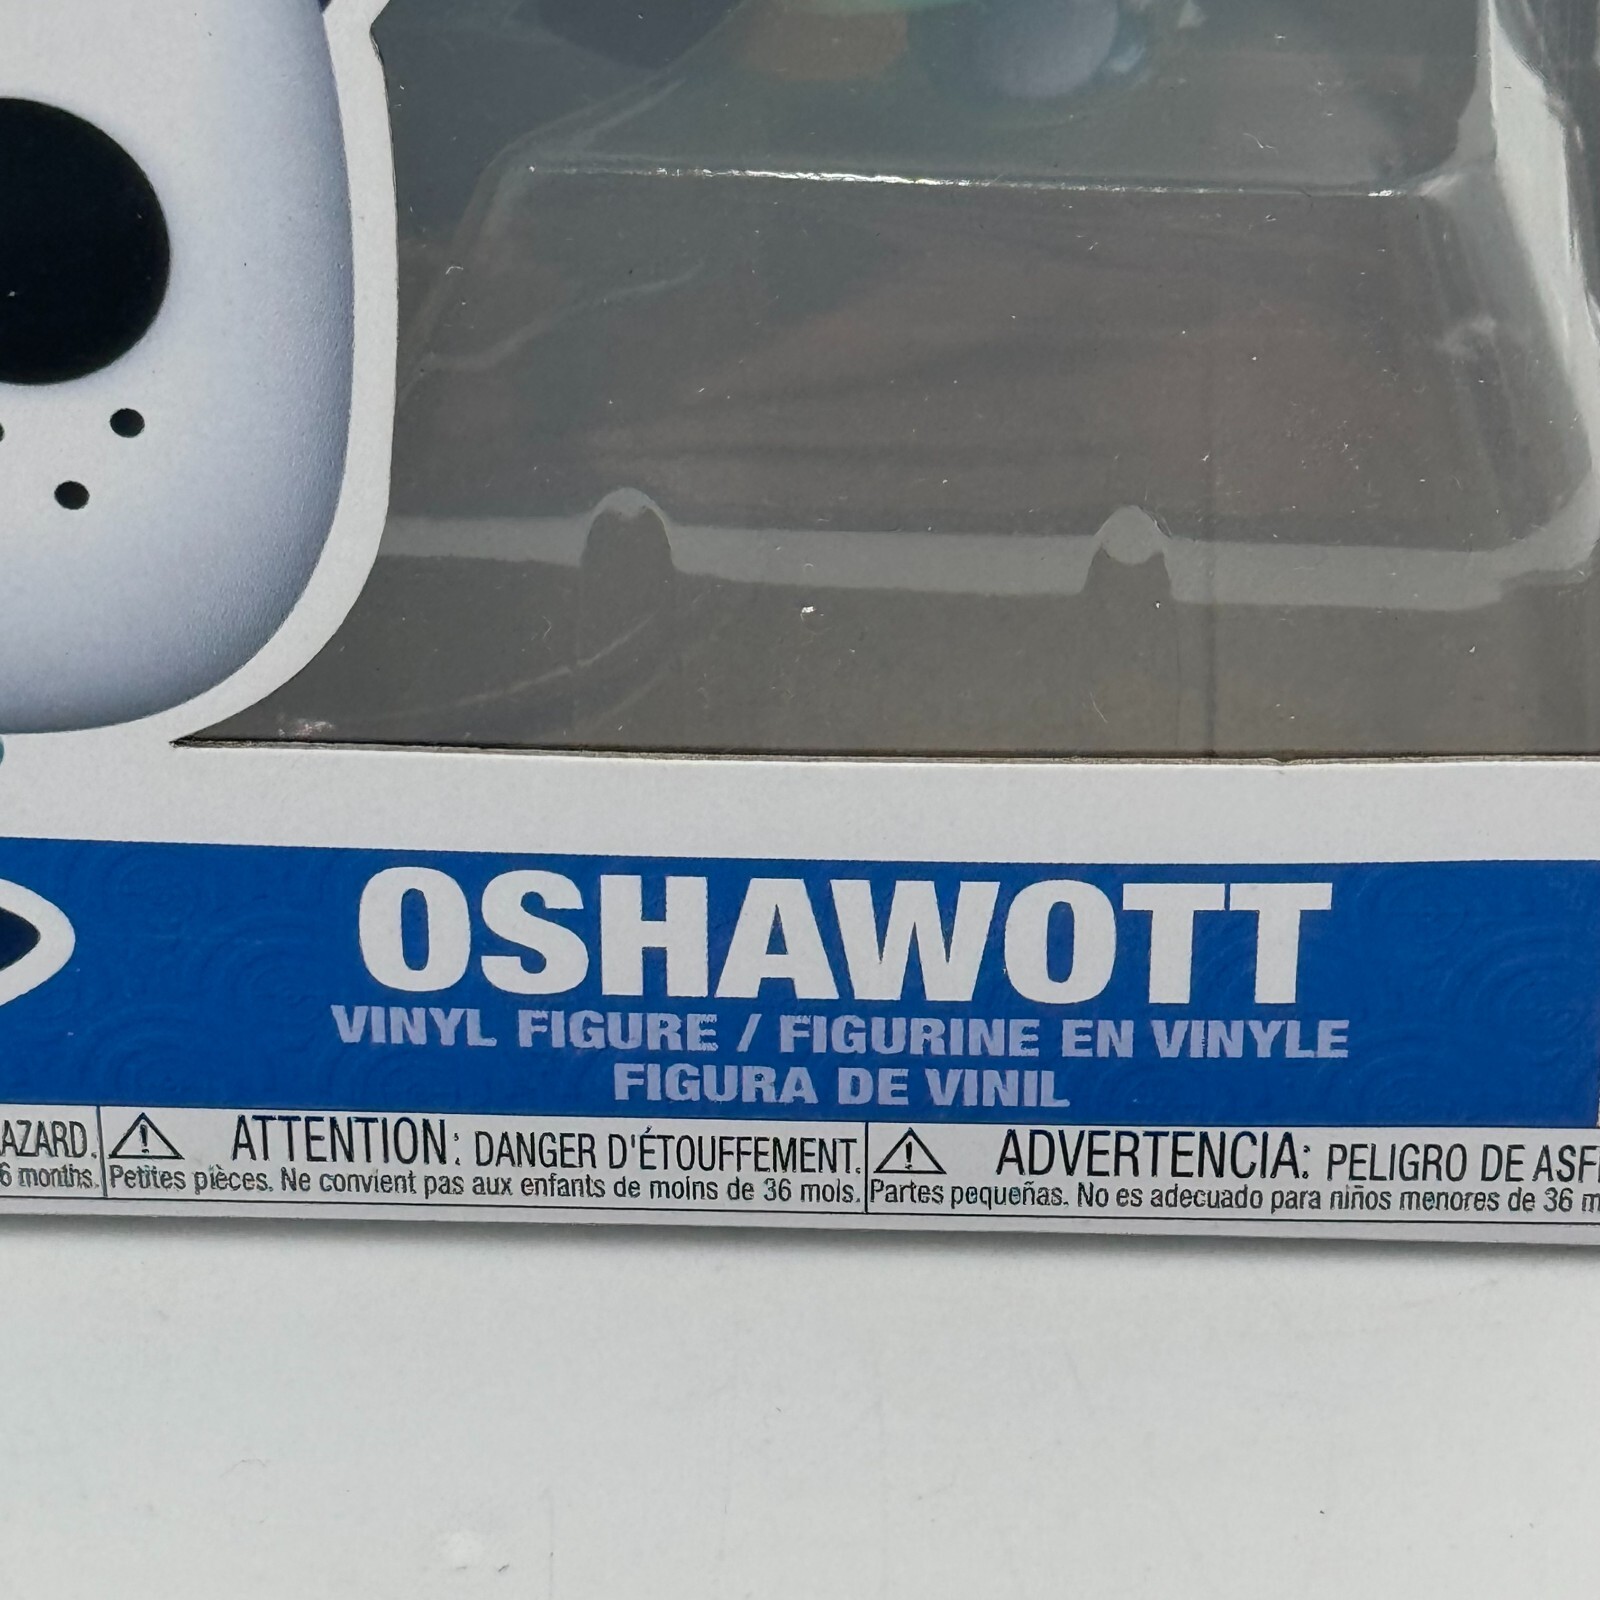 OSHAWOTT
VINYL FIGURE / FIGURINE EN VINYLE
FIGURA DE VINIL
AZARD.
6 months.
ATTENTION: DANGER D'ÉTOUFFEMENT.
Petites pièces. Ne convient pas aux enfants de moins de 36 mois.
ADVERTENCIA: PELIGRO DE ASF
Partes pequeñas. No es adecuado para niños menores de 36 m